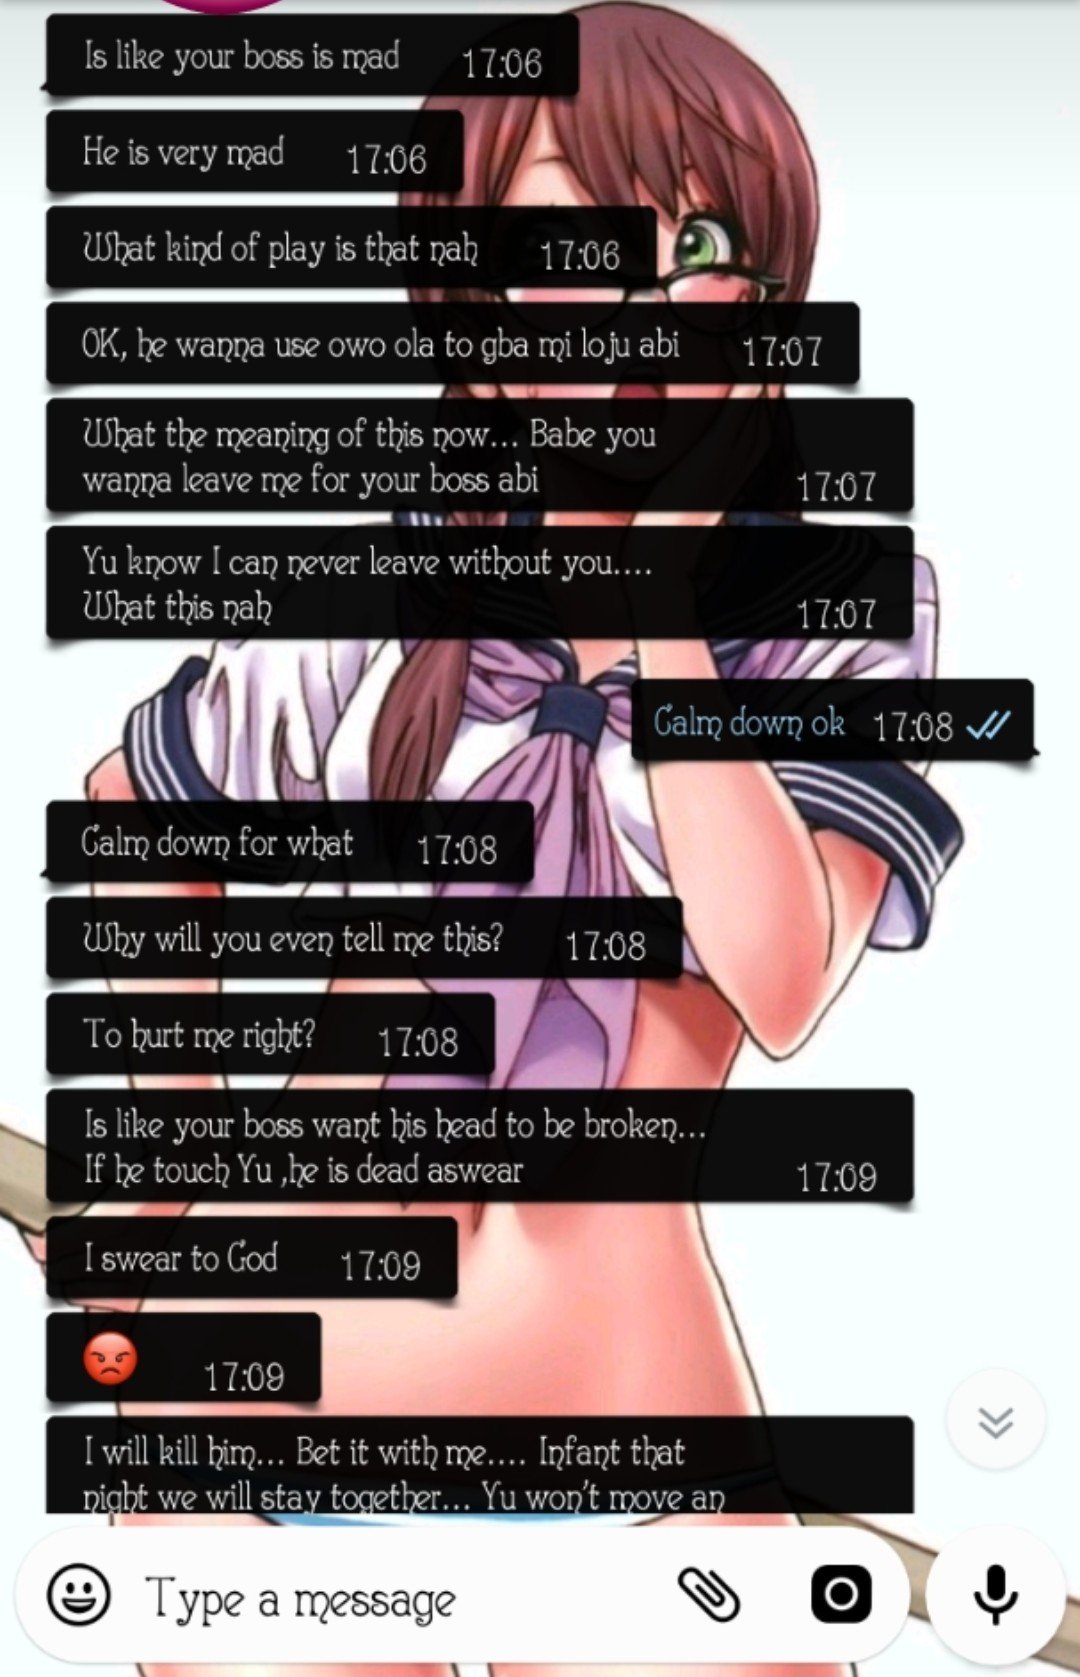 Is like your boss is mad 17:06
He is very mad 17:06
What kind of play is that nah 17:06
OK, he wanna use owo ola to gba mi loju abi 17:07
What the meaning of this now... Babe you
wanna leave me for your boss abi 17:07
Yu know I can never leave without you....
What this nah 17:07
Calm down ok 17:08
Calm down for what 17:08
Why will you even tell me this? 17:08
To hurt me right? 17:08
Is like your boss want his head to be broken...
If he touch Yu ,he is dead aswear 17:09
I swear to God 17:09
😡 17:09
I will kill him... Bet it with me.... Infant that
night we will stay together... Yu won't move an
Type a message